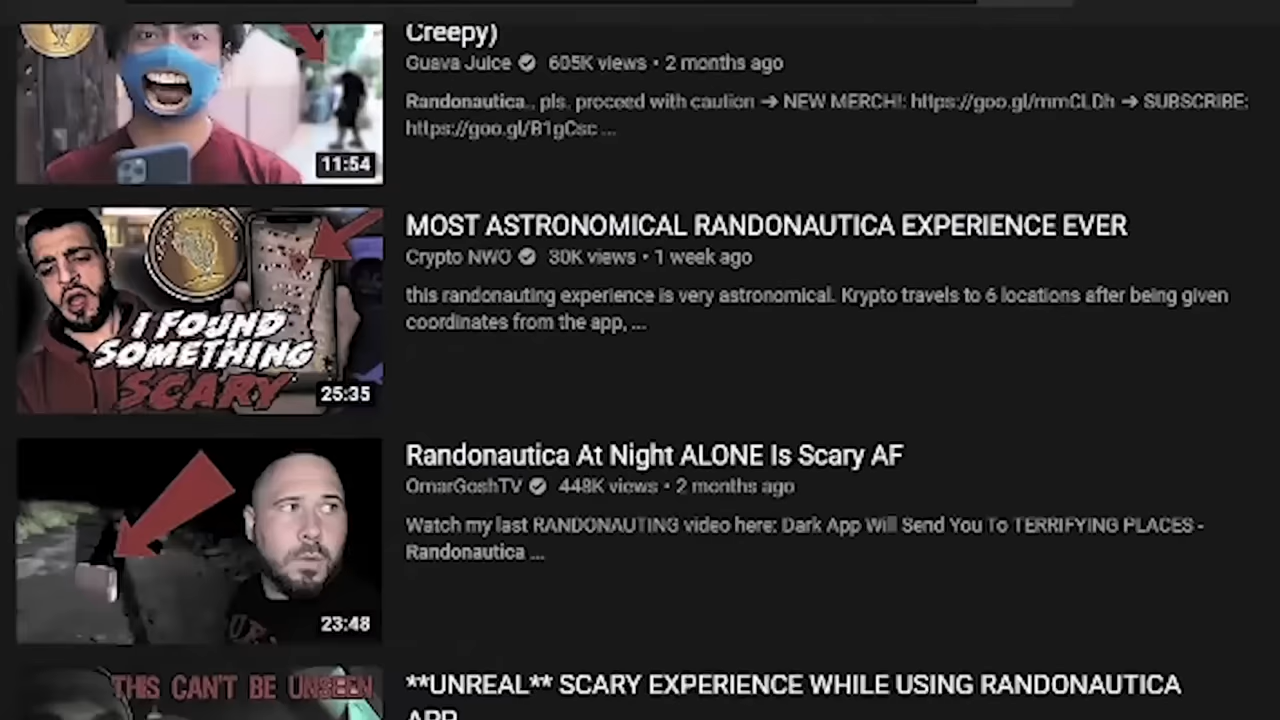 Creepy)
Guava Juice 605K views • 2 months ago
Randonautica.. pls. proceed with caution ➔ NEW MERCH!: https://goo.gl/mmCLDh ➔ SUBSCRIBE:
https://goo.gl/B1gCsc ...
11:54
MOST ASTRONOMICAL RANDONAUTICA EXPERIENCE EVER
Crypto NWO 30K views • 1 week ago
this randonauting experience is very astronomical. Krypto travels to 6 locations after being given
coordinates from the app, ...
I FOUND
SOMETHING
SCARY
25:35
Randonautica At Night ALONE Is Scary AF
OmarGoshTV 448K views • 2 months ago
Watch my last RANDONAUTING video here: Dark App Will Send You To TERRIFYING PLACES -
Randonautica ...
23:48
THIS CAN'T BE UNSEEN
**UNREAL** SCARY EXPERIENCE WHILE USING RANDONAUTICA
APP